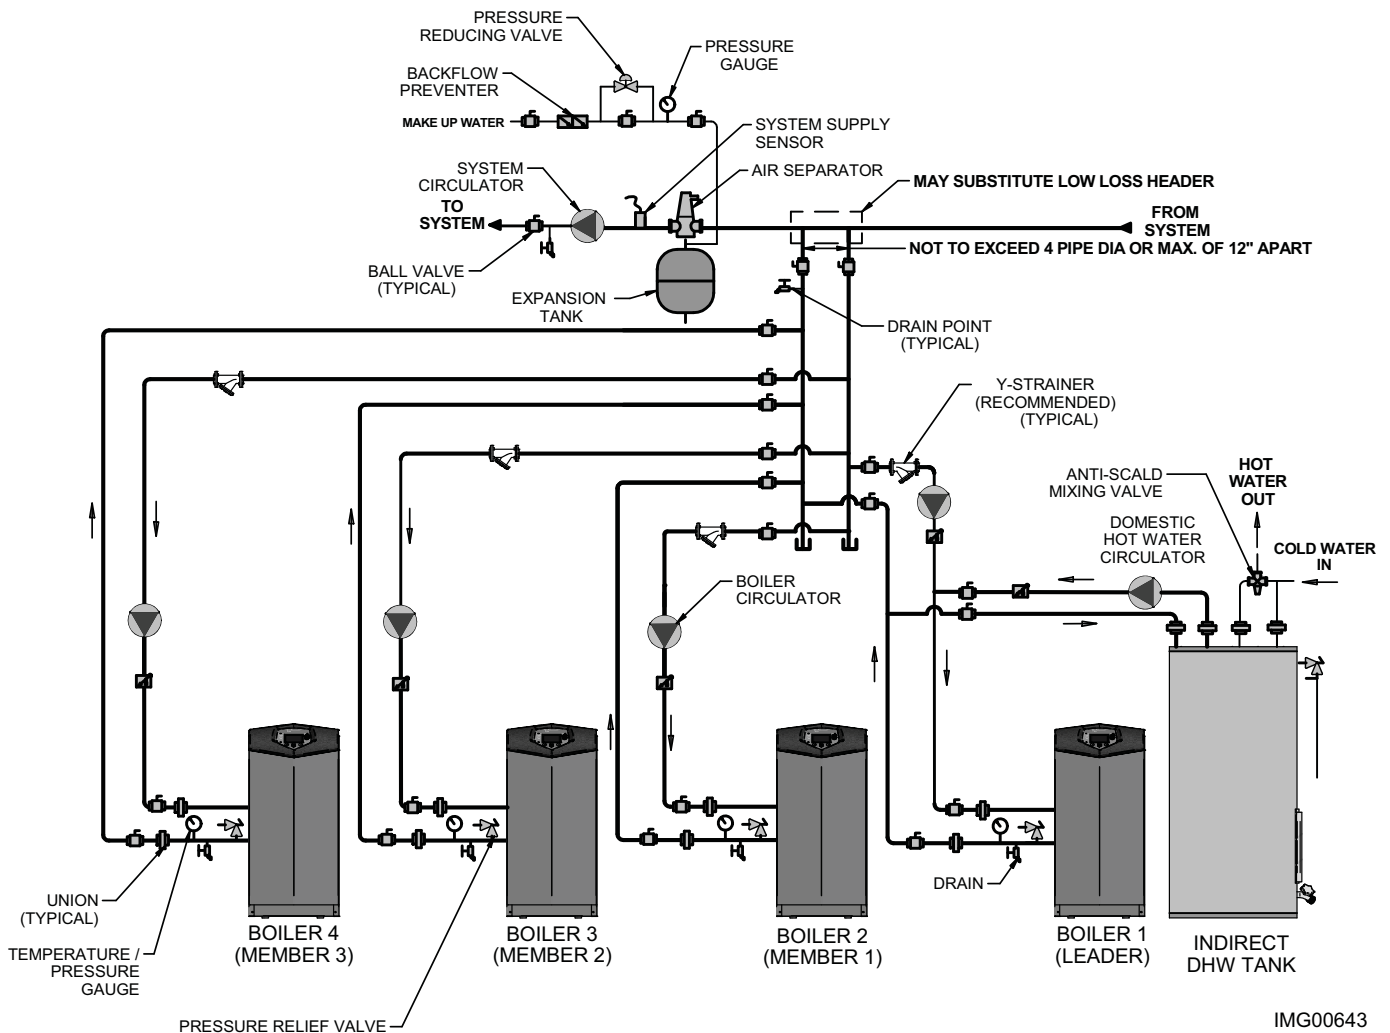 PRESSURE
REDUCING VALVE
PRESSURE
GAUGE
BACKFLOW
PREVENTER
MAKE UP WATER
SYSTEM SUPPLY
SENSOR
SYSTEM
CIRCULATOR
AIR SEPARATOR
MAY SUBSTITUTE LOW LOSS HEADER
TO
SYSTEM
FROM
SYSTEM
NOT TO EXCEED 4 PIPE DIA OR MAX. OF 12" APART
BALL VALVE
(TYPICAL)
EXPANSION
TANK
DRAIN POINT
(TYPICAL)
Y-STRAINER
(RECOMMENDED)
(TYPICAL)
ANTI-SCALD
MIXING VALVE
HOT
WATER
OUT
DOMESTIC
HOT WATER
CIRCULATOR
COLD WATER
IN
BOILER
CIRCULATOR
UNION
(TYPICAL)
DRAIN
TEMPERATURE /
PRESSURE
GAUGE
BOILER 4
(MEMBER 3)
BOILER 3
(MEMBER 2)
BOILER 2
(MEMBER 1)
BOILER 1
(LEADER)
INDIRECT
DHW TANK
PRESSURE RELIEF VALVE
IMG00643